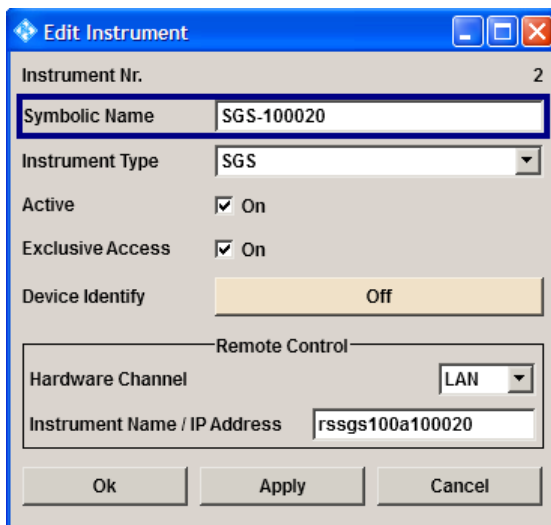 Edit Instrument
Instrument Nr. 2
Symbolic Name SGS-100020
Instrument Type SGS
Active On
Exclusive Access On
Device Identify Off
Remote Control
Hardware Channel LAN
Instrument Name / IP Address rssgs100a100020
Ok Apply Cancel